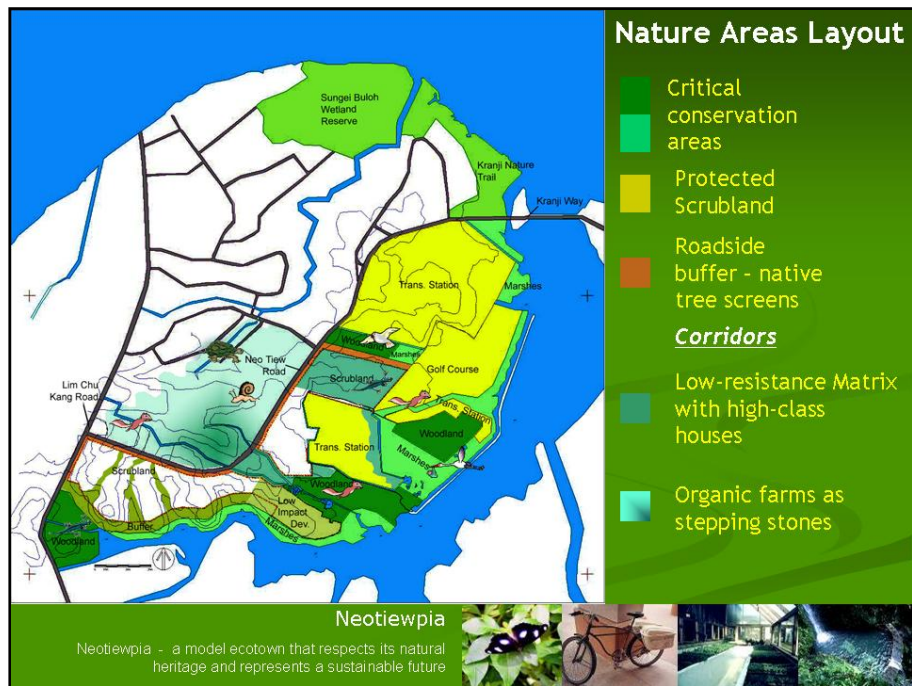 Nature Areas Layout
Critical
conservation
areas
Protected
Scrubland
Roadside
buffer - native
tree screens
Corridors
Low-resistance Matrix
with high-class
houses
Organic farms as
stepping stones
Sungei Buloh
Wetland
Reserve
Kranji Nature
Trail
Kranji Way
Trans. Station
Marshes
Woodland
Marshes
Neo Tiew
Road
Scrubland
Golf Course
Lim Chu
Kang Road
Trans. Station
Woodland
Trans. Station
Marshes
Scrubland
Woodland
Low
Impact
Dev.
Buffer
Marshes
Woodland
Neotiewpia
Neotiewpia - a model ecotown that respects its natural
heritage and represents a sustainable future